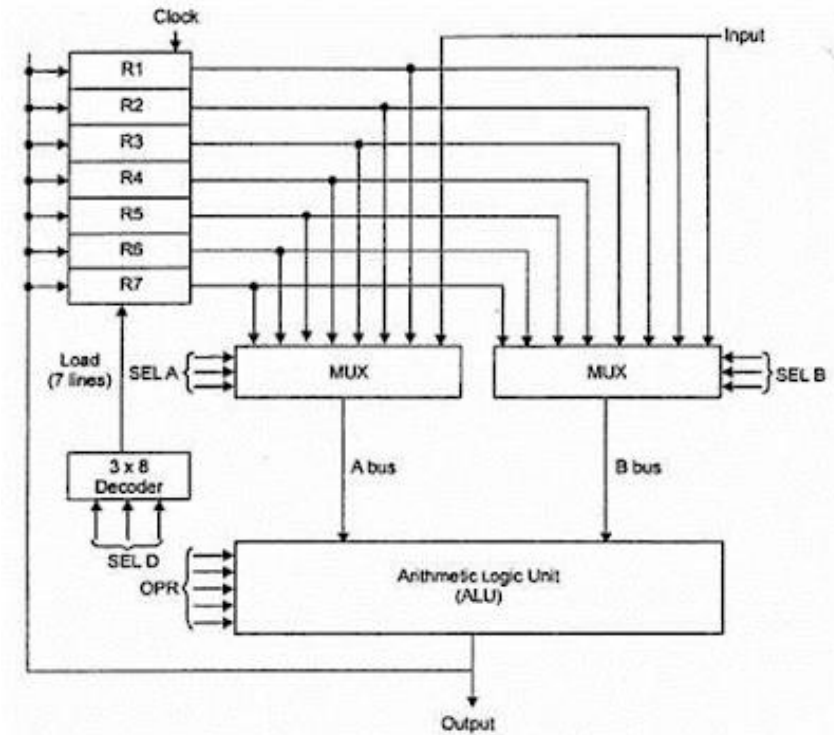 Clock
Input
R1
R2
R3
R4
R5
R6
R7
Load
(7 lines)
SEL A
MUX
MUX
SEL B
3 x 8
Decoder
A bus
B bus
SEL D
OPR
Arithmetic Logic Unit
(ALU)
Output